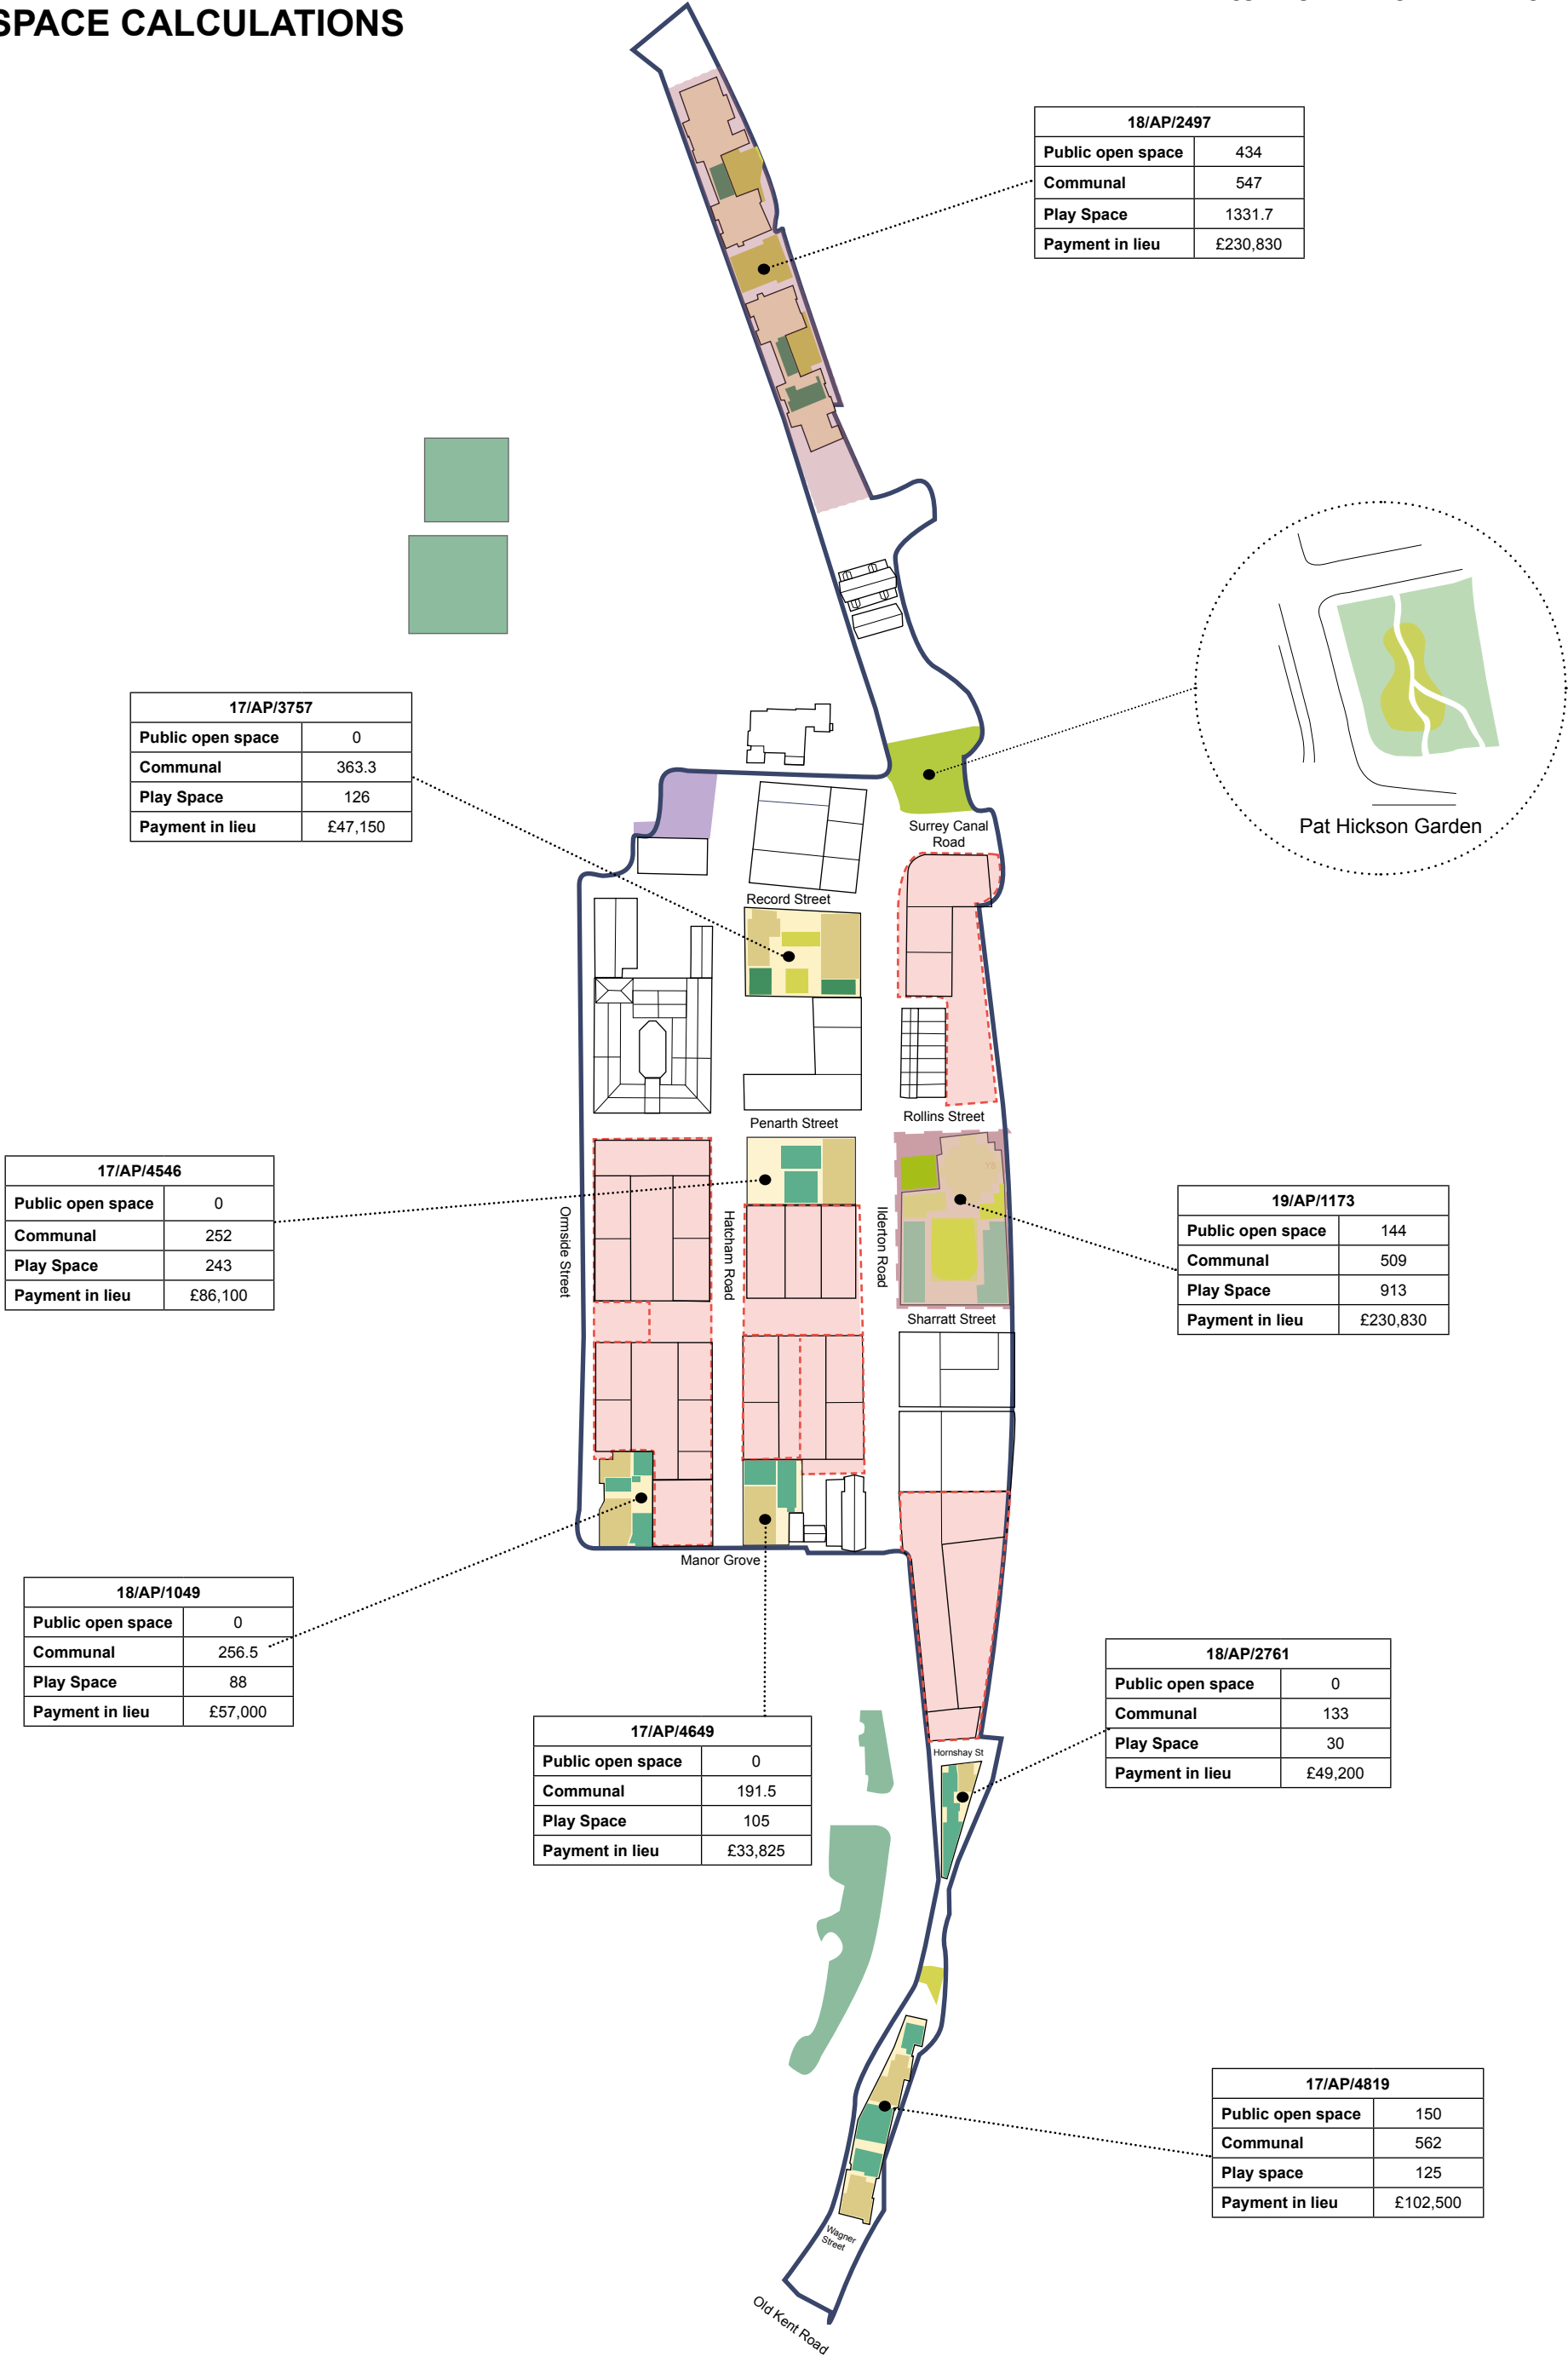 SPACE CALCULATIONS
18/AP/2497
Public open space 434
Communal 547
Play Space 1331.7
Payment in lieu £230,830
17/AP/3757
Public open space 0
Communal 363.3
Play Space 126
Payment in lieu £47,150
Pat Hickson Garden
Surrey Canal
Road
Record Street
Penarth Street
Rollins Street
17/AP/4546
Public open space 0
Communal 252
Play Space 243
Payment in lieu £86,100
Ormside Street
Hatcham Road
Ilderton Road
19/AP/1173
Public open space 144
Communal 509
Play Space 913
Payment in lieu £230,830
Sharratt Street
Manor Grove
18/AP/1049
Public open space 0
Communal 256.5
Play Space 88
Payment in lieu £57,000
17/AP/4649
Public open space 0
Communal 191.5
Play Space 105
Payment in lieu £33,825
18/AP/2761
Public open space 0
Communal 133
Play Space 30
Payment in lieu £49,200
Hornshay St
17/AP/4819
Public open space 150
Communal 562
Play space 125
Payment in lieu £102,500
Wagner
Street
Old Kent Road